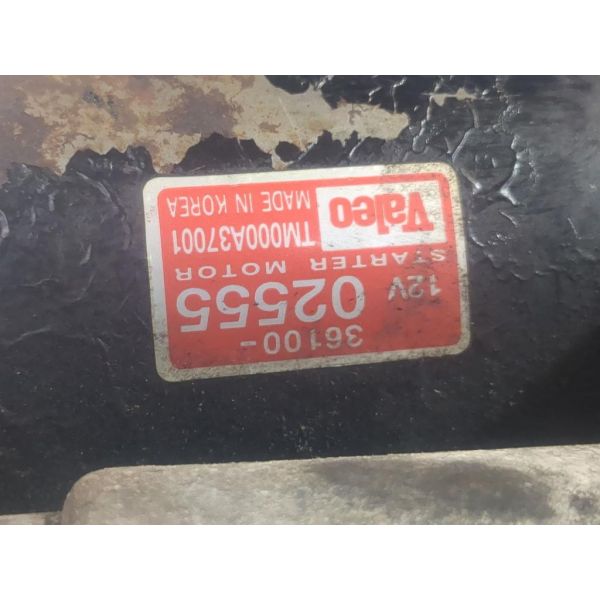 36100-
12V 02555
STARTER MOTOR
Valeo TM000A37001
MADE IN KOREA